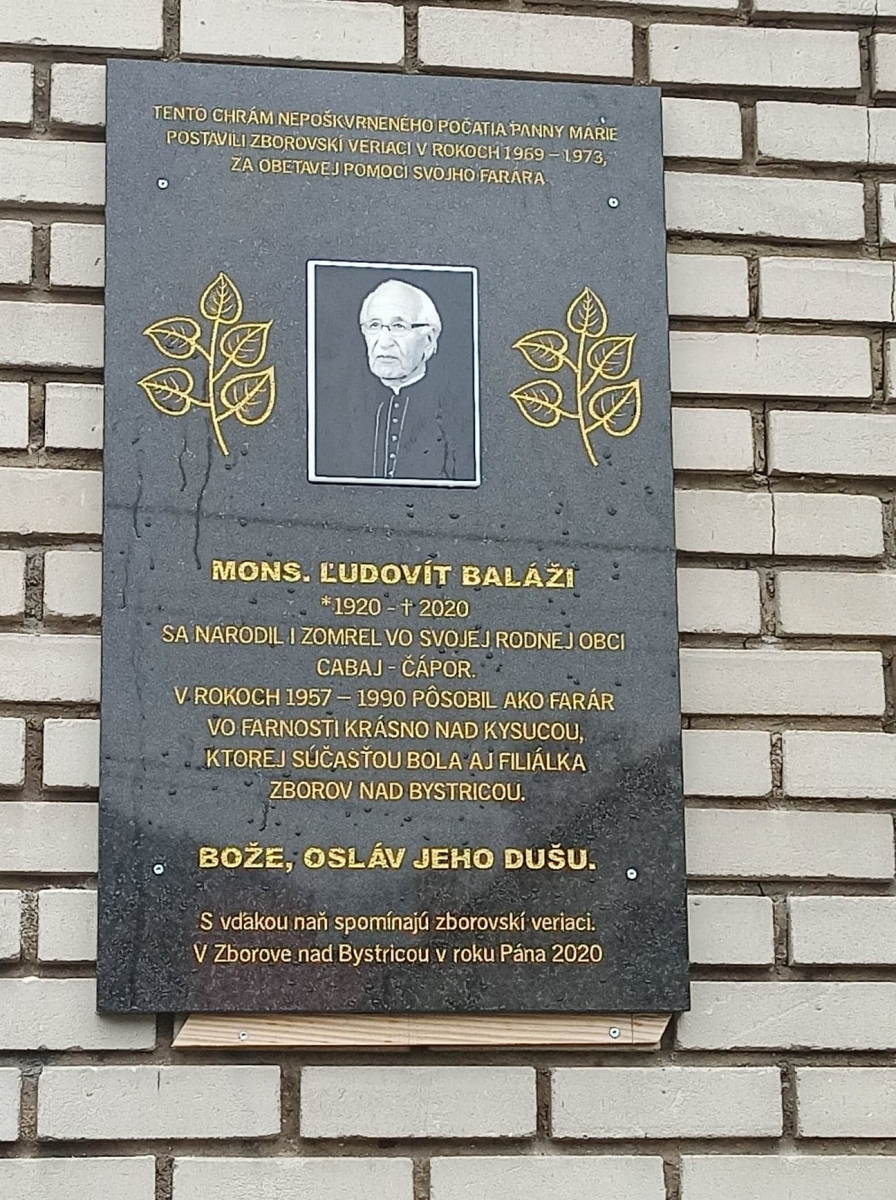 TENTO CHRÁM NEPOŠKVRNENÉHO POČATIA PANNY MÁRIE
POSTAVILI ZBOROVSKÍ VERIACI V ROKOCH 1969 – 1973,
ZA OBETAVEJ POMOCI SVOJHO FARÁRA
MONS. ĽUDOVÍT BALÁŽI
*1920 - † 2020
SA NARODIL I ZOMREL VO SVOJEJ RODNEJ OBCI
CABAJ - ČÁPOR.
V ROKOCH 1957 – 1990 PÔSOBIL AKO FARÁR
VO FARNOSTI KRÁSNO NAD KYSUCOU,
KTOREJ SÚČASŤOU BOLA AJ FILIÁLKA
ZBOROV NAD BYSTRICOU.
BOŽE, OSLÁV JEHO DUŠU.
S vďakou naň spomínajú zborovskí veriaci.
V Zborove nad Bystricou v roku Pána 2020